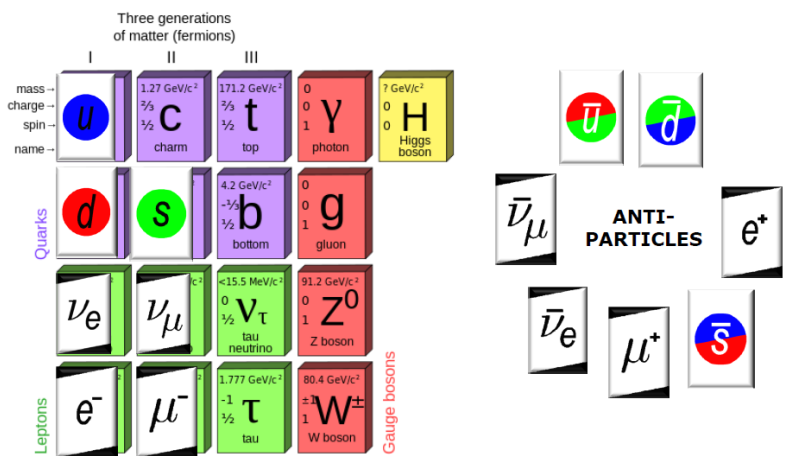 Three generations
of matter (fermions)
I II III
mass→
charge→
spin→
name→
u
1.27 GeV/c²
⅔
½
c
charm
171.2 GeV/c²
⅔
½
t
top
0
0
1
γ
photon
? GeV/c²
0
0
H
Higgs
boson
Quarks
d
s
4.2 GeV/c²
-⅓
½
b
bottom
0
0
1
g
gluon
νe
νμ
<15.5 MeV/c²
0
½
ντ
tau
neutrino
91.2 GeV/c²
0
1
Z⁰
Z boson
Leptons
e⁻
μ⁻
1.777 GeV/c²
-1
½
τ
tau
80.4 GeV/c²
±1
1
W±
W boson
Gauge bosons
u̅
d̅
ν̅μ
ANTI-
PARTICLES
e⁺
ν̅e
μ⁺
s̅